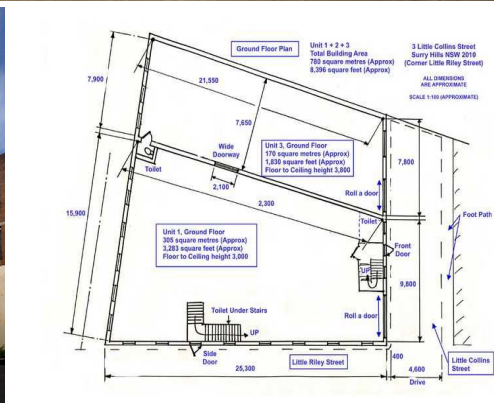 Ground Floor Plan
Unit 1 + 2 + 3
Total Building Area
780 square metres (Approx)
8,396 square feet (Approx)
3 Little Collins Street
Surry Hills NSW 2010
(Corner Little Riley Street)
ALL DIMENSIONS
ARE APPROXIMATE
SCALE 1:100 (APPROXIMATE)
7,900
21,550
7,650
Wide
Doorway
Unit 3, Ground Floor
170 square metres (Approx)
1,830 square feet (Approx)
Floor to Ceiling height 3,800
7,800
Toilet
2,100
Roll a door
2,300
Toilet
Foot Path
15,900
Unit 1, Ground Floor
305 square metres (Approx)
3,283 square feet (Approx)
Floor to Ceiling height 3,000
Front
Door
UP
9,800
Toilet Under Stairs
Roll a door
UP
Side
Door
Little Riley Street
400
Little Collins
Street
25,300
4,600
Drive